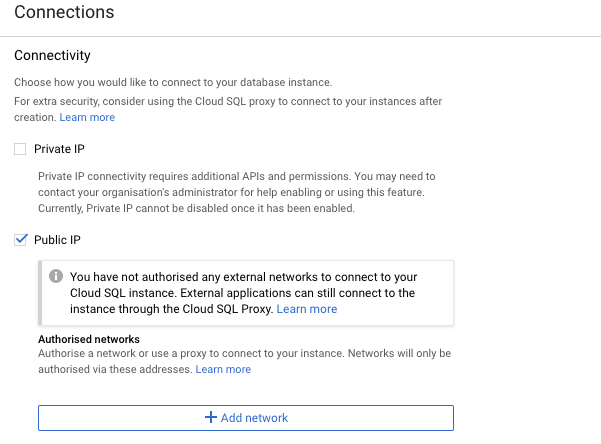 Connections
Connectivity
Choose how you would like to connect to your database instance.
For extra security, consider using the Cloud SQL proxy to connect to your instances after
creation. Learn more
Private IP
Private IP connectivity requires additional APIs and permissions. You may need to
contact your organisation's administrator for help enabling or using this feature.
Currently, Private IP cannot be disabled once it has been enabled.
Public IP
You have not authorised any external networks to connect to your
Cloud SQL instance. External applications can still connect to the
instance through the Cloud SQL Proxy. Learn more
Authorised networks
Authorise a network or use a proxy to connect to your instance. Networks will only be
authorised via these addresses. Learn more
+ Add network